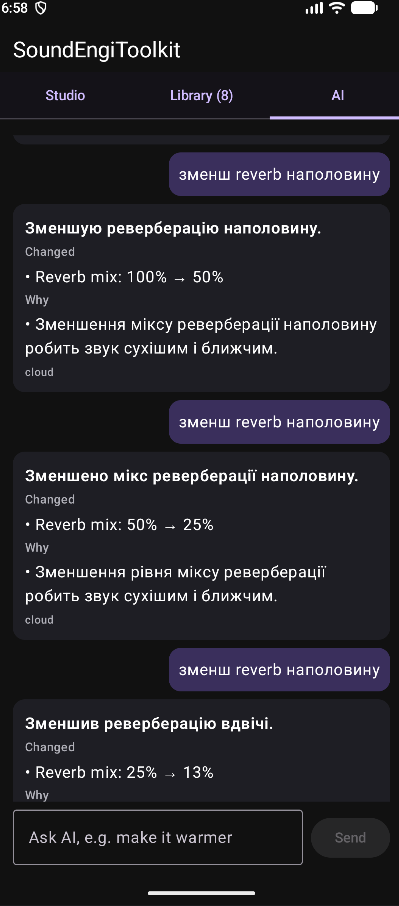 6:58
SoundEngiToolkit
Studio
Library (8)
AI
зменш reverb наполовину
Зменшую реверберацію наполовину.
Changed
• Reverb mix: 100% → 50%
Why
• Зменшення міксу реверберації наполовину
робить звук сухішим і ближчим.
cloud
зменш reverb наполовину
Зменшено мікс реверберації наполовину.
Changed
• Reverb mix: 50% → 25%
Why
• Зменшення рівня міксу реверберації
робить звук сухішим і ближчим.
cloud
зменш reverb наполовину
Зменшив реверберацію вдвічі.
Changed
• Reverb mix: 25% → 13%
Why
Ask AI, e.g. make it warmer
Send